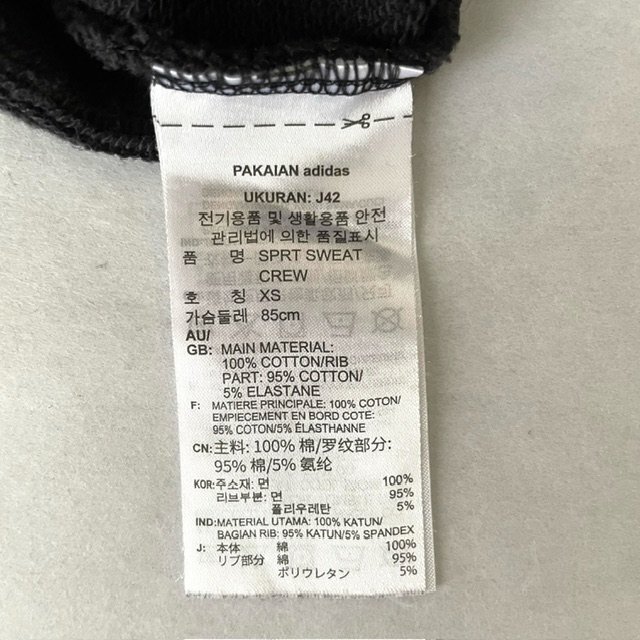 PAKAIAN adidas
UKURAN: J42
전기용품 및 생활용품 안전
관리법에 의한 품질표시
품 명 SPRT SWEAT
CREW
호 칭 XS
가슴둘레 85cm
AU/
GB: MAIN MATERIAL:
100% COTTON/RIB
PART: 95% COTTON/
5% ELASTANE
F: MATIERE PRINCIPALE: 100% COTON/
EMPIECEMENT EN BORD COTE:
95% COTON/5% ÉLASTHANNE
CN: 主料: 100% 棉/罗纹部分:
95% 棉/5% 氨纶
KOR: 주소재: 면 100%
리브부분: 면 95%
폴리우레탄 5%
IND: MATERIAL UTAMA: 100% KATUN/
BAGIAN RIB: 95% KATUN/5% SPANDEX
J: 本体 綿 100%
リブ部分 綿 95%
ポリウレタン 5%